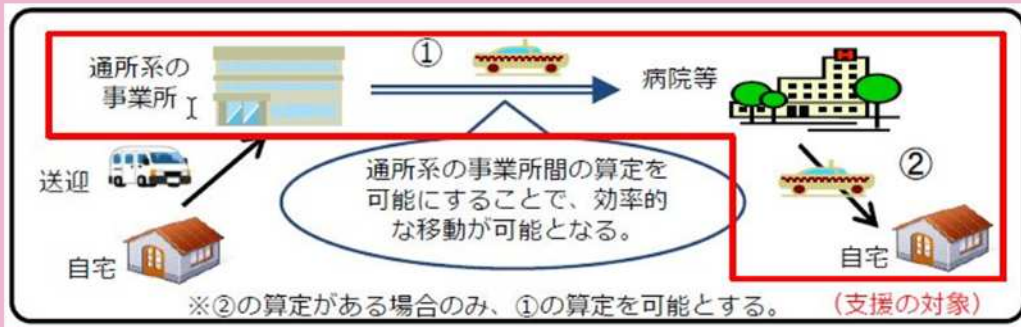 通所系の
事業所
①
病院等
H
送迎
通所系の事業所間の算定を
可能にすることで、効率的
な移動が可能となる。
②
自宅
自宅
※②の算定がある場合のみ、①の算定を可能とする。
(支援の対象)